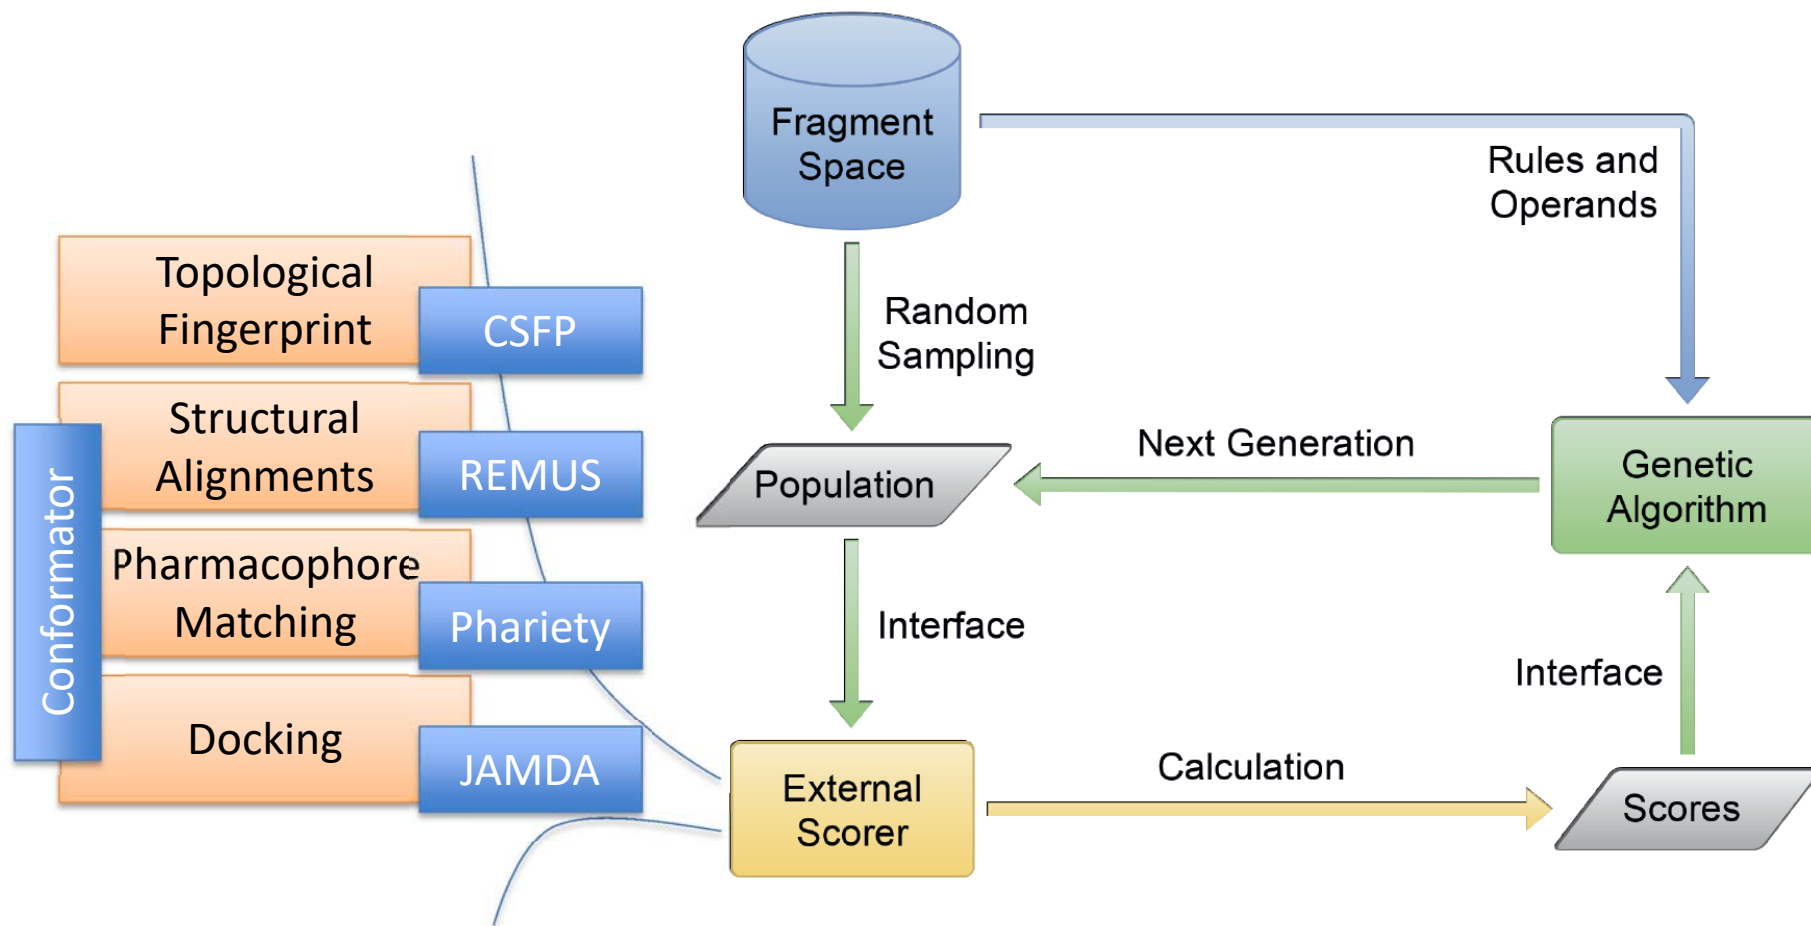 Fragment
Space
Rules and
Operands
Random
Sampling
Topological
Fingerprint
CSFP
Structural
Alignments
REMUS
Pharmacophore
Matching
Phariety
Docking
JAMDA
Conformator
Population
Next Generation
Genetic
Algorithm
Interface
Interface
External
Scorer
Calculation
Scores